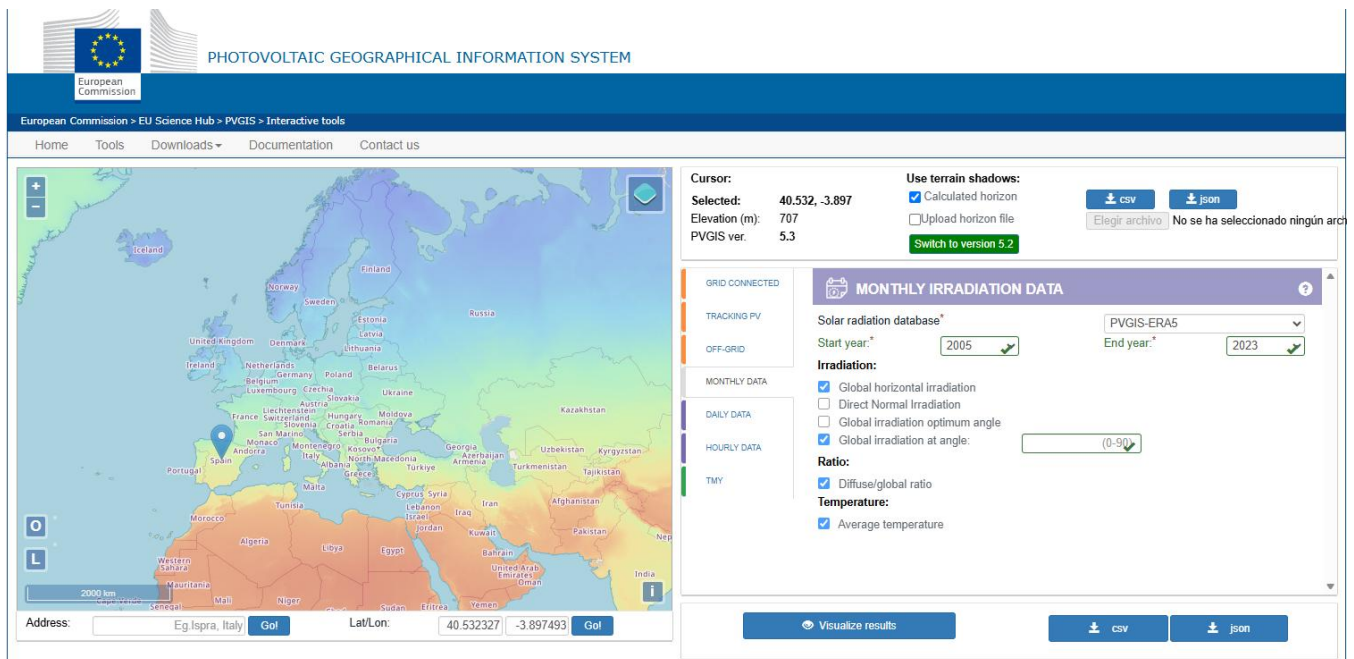 European
Commission
PHOTOVOLTAIC GEOGRAPHICAL INFORMATION SYSTEM
European Commission > EU Science Hub > PVGIS > Interactive tools
Home Tools Downloads Documentation Contact us
+
−
Iceland
Finland
Norway
Sweden
Russia
Estonia
Latvia
United Kingdom Denmark
Lithuania
Ireland Netherlands Belarus
Germany Poland
Belgium
Luxembourg Czechia Ukraine
Slovakia
Austria
Liechtenstein Hungary Moldova Kazakhstan
France Switzerland Romania
Slovenia Croatia
San Marino Serbia
Monaco Montenegro Bulgaria Georgia
Andorra Italy Kosovo* Azerbaijan Uzbekistan Kyrgyzstan
Spain North Macedonia Armenia
Portugal Albania Türkiye Turkmenistan Tajikistan
Greece
Malta
Tunisia Cyprus Syria
Lebanon Iran Afghanistan
Israel Iraq
Morocco Jordan Kuwait Pakistan Nep
Algeria Libya Egypt Bahrain
Western
Sahara
United Arab
Emirates
Oman
India
Mauritania
2000 km
Cape Verde Senegal Mali Niger Chad Sudan Eritrea Yemen
O
L
i
Address: Eg.Ispra, Italy Go! Lat/Lon: 40.532327 -3.897493 Go!
Cursor:
Selected: 40.532, -3.897
Elevation (m): 707
PVGIS ver. 5.3
Use terrain shadows:
Calculated horizon
Upload horizon file
Switch to version 5.2
csv json
Elegir archivo No se ha seleccionado ningún arch
GRID CONNECTED
TRACKING PV
OFF-GRID
MONTHLY DATA
DAILY DATA
HOURLY DATA
TMY
MONTHLY IRRADIATION DATA ?
Solar radiation database* PVGIS-ERA5
Start year:* 2005 End year:* 2023
Irradiation:
Global horizontal irradiation
Direct Normal Irradiation
Global irradiation optimum angle
Global irradiation at angle: (0-90)
Ratio:
Diffuse/global ratio
Temperature:
Average temperature
Visualize results csv json